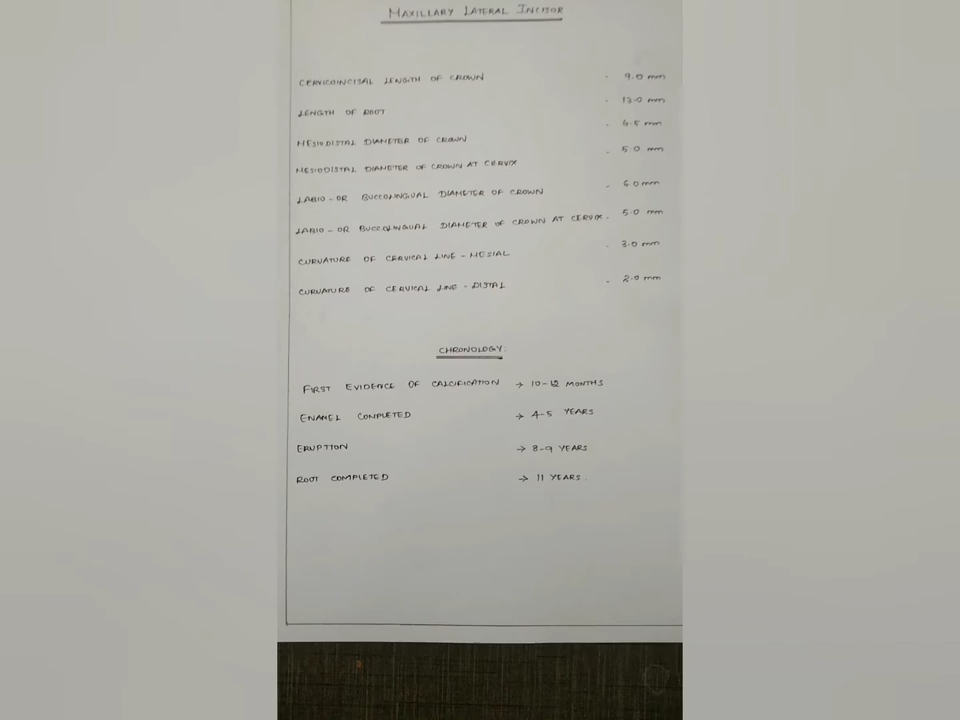 MAXILLARY LATERAL INCISOR
CERVICOINCISAL LENGTH OF CROWN - 9.0 mm
LENGTH OF ROOT - 13.0 mm
MESIODISTAL DIAMETER OF CROWN - 6.5 mm
MESIODISTAL DIAMETER OF CROWN AT CERVIX - 5.0 mm
LABIO - OR BUCCOLINGUAL DIAMETER OF CROWN - 6.0 mm
LABIO - OR BUCCOLINGUAL DIAMETER OF CROWN AT CERVIX - 5.0 mm
CURVATURE OF CERVICAL LINE - MESIAL - 3.0 mm
CURVATURE OF CERVICAL LINE - DISTAL - 2.0 mm
CHRONOLOGY:
FIRST EVIDENCE OF CALCIFICATION → 10-12 MONTHS
ENAMEL COMPLETED → 4-5 YEARS
ERUPTION → 8-9 YEARS
ROOT COMPLETED → 11 YEARS.